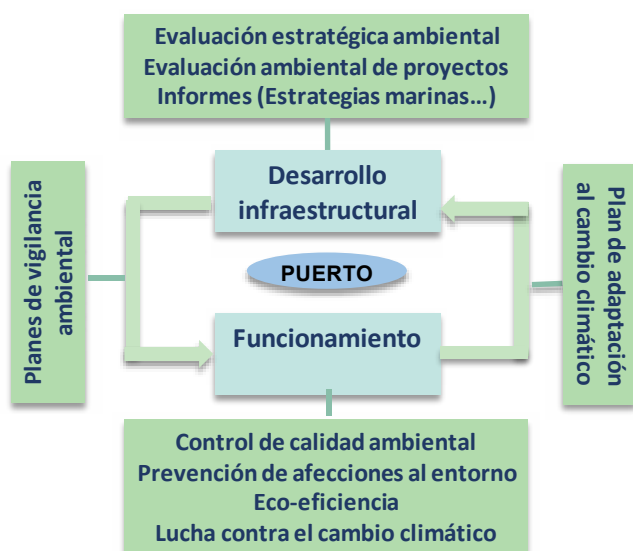 Evaluación estratégica ambiental
Evaluación ambiental de proyectos
Informes (Estrategias marinas...)
Desarrollo
infraestructural
Planes de vigilancia
ambiental
PUERTO
Plan de adaptación
al cambio climático
Funcionamiento
Control de calidad ambiental
Prevención de afecciones al entorno
Eco-eficiencia
Lucha contra el cambio climático